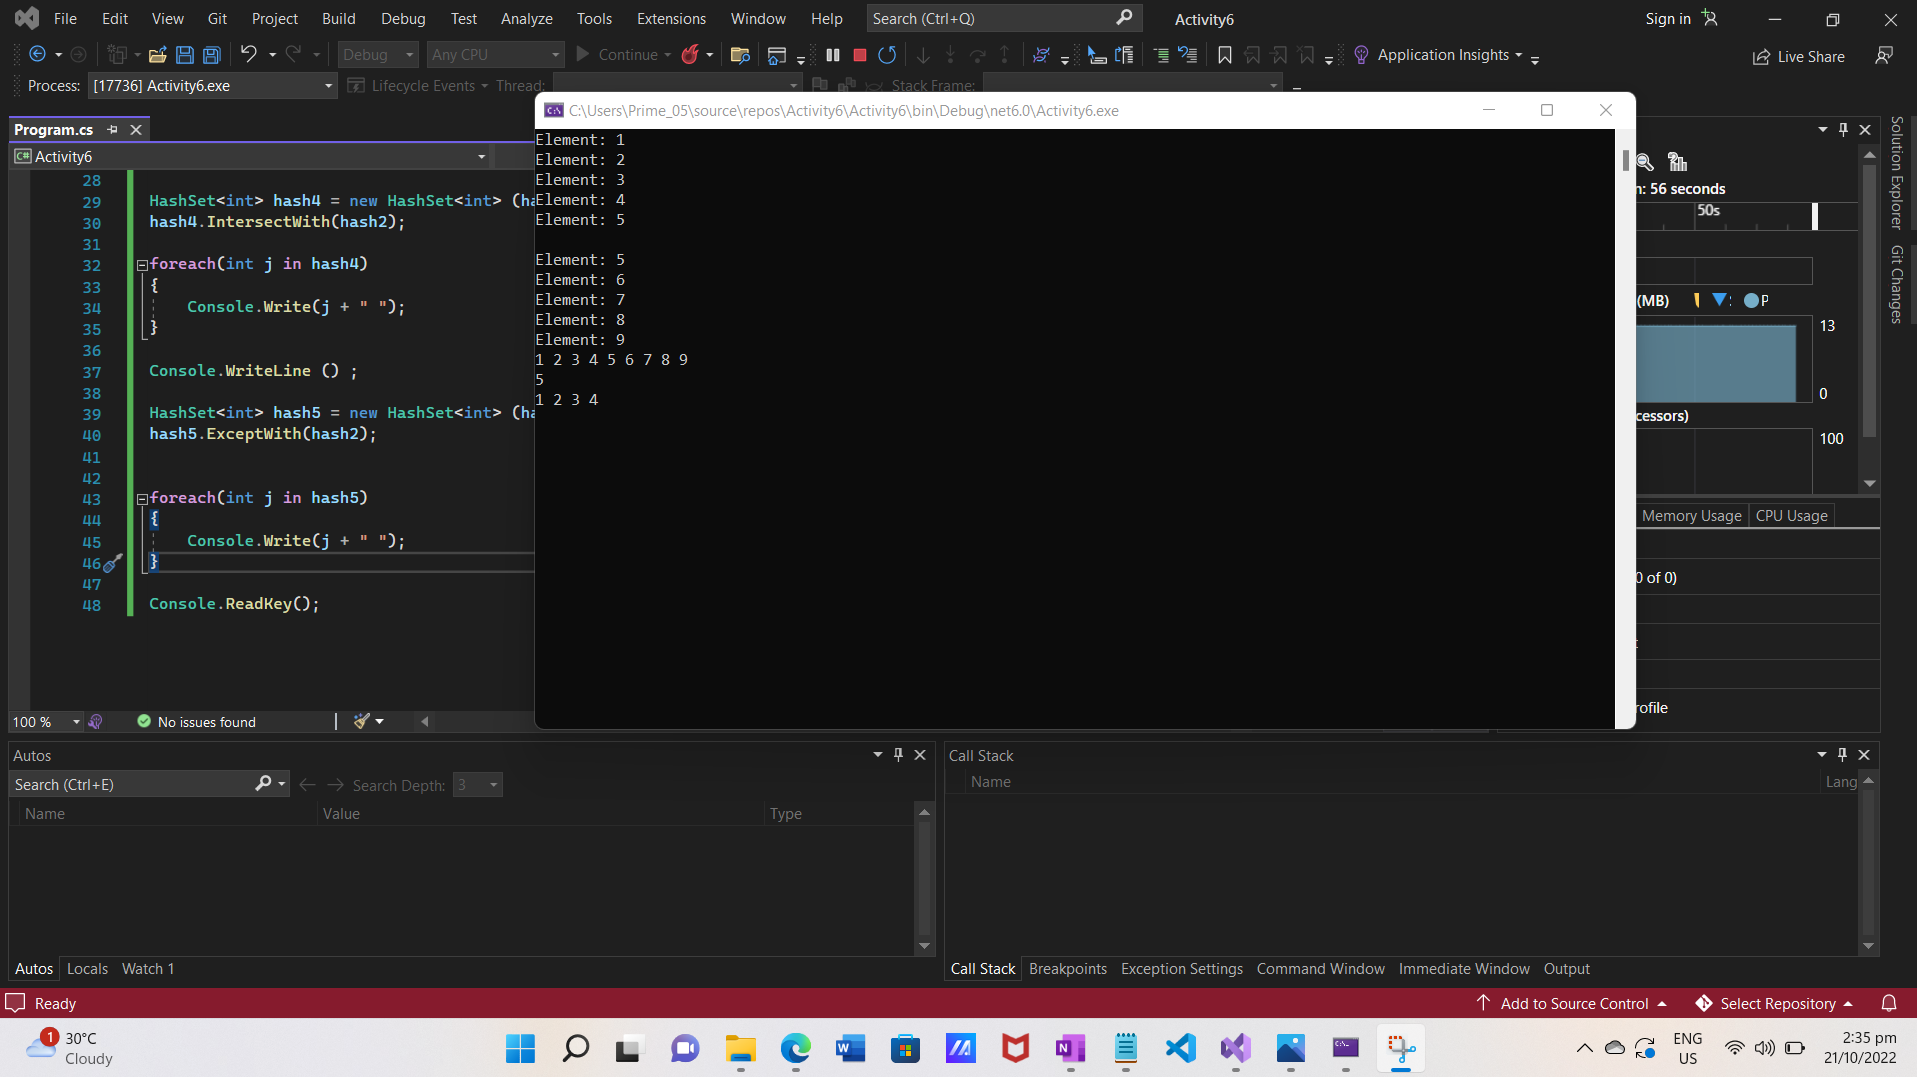 File Edit View Git Project Build Debug Test Analyze Tools Extensions Window Help Search (Ctrl+Q) Activity6 Sign in
Debug Any CPU Continue Application Insights Live Share
Process: [17736] Activity6.exe Lifecycle Events Thread: Stack Frame:
C:\Users\Prime_05\source\repos\Activity6\Activity6\bin\Debug\net6.0\Activity6.exe
Program.cs
C# Activity6
28
29 HashSet<int> hash4 = new HashSet<int> (ha
30 hash4.IntersectWith(hash2);
31
32 foreach(int j in hash4)
33 {
34 Console.Write(j + " ");
35 }
36
37 Console.WriteLine () ;
38
39 HashSet<int> hash5 = new HashSet<int> (ha
40 hash5.ExceptWith(hash2);
41
42
43 foreach(int j in hash5)
44 {
45 Console.Write(j + " ");
46 }
47
48 Console.ReadKey();
Element: 1
Element: 2
Element: 3
Element: 4
Element: 5
Element: 5
Element: 6
Element: 7
Element: 8
Element: 9
1 2 3 4 5 6 7 8 9
5
1 2 3 4
n: 56 seconds
50s
(MB) P
13
0
cessors)
100
Memory Usage CPU Usage
0 of 0)
rofile
Solution Explorer
Git Changes
100 % No issues found
Autos
Search (Ctrl+E) Search Depth: 3
Name Value Type
Autos Locals Watch 1
Call Stack
Name Lang
Call Stack Breakpoints Exception Settings Command Window Immediate Window Output
Ready Add to Source Control Select Repository
1 30°C
Cloudy
ENG
US
2:35 pm
21/10/2022